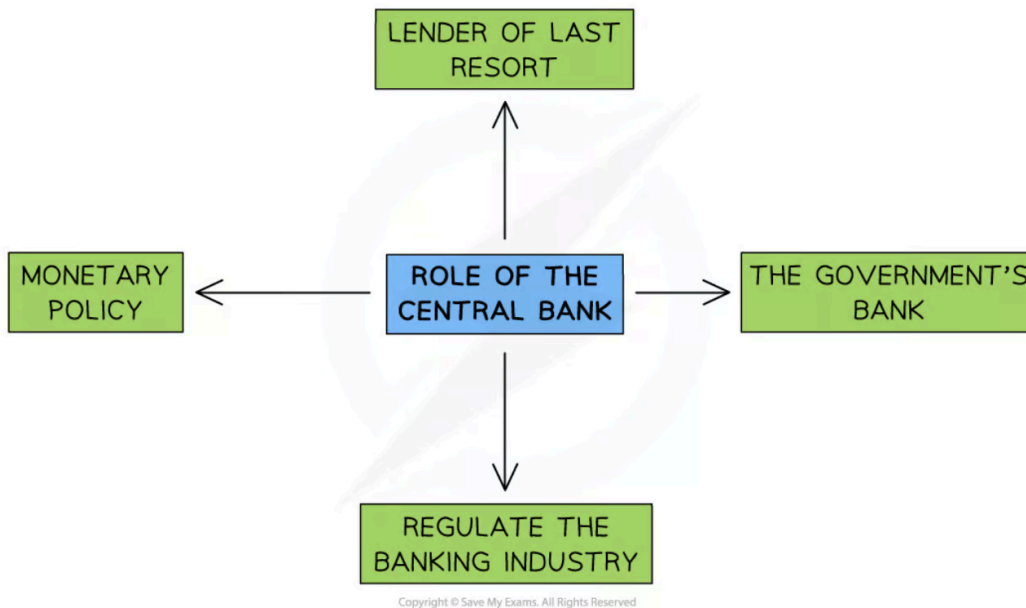 LENDER OF LAST
RESORT
MONETARY
POLICY
ROLE OF THE
CENTRAL BANK
THE GOVERNMENT'S
BANK
REGULATE THE
BANKING INDUSTRY
Copyright © Save My Exams. All Rights Reserved